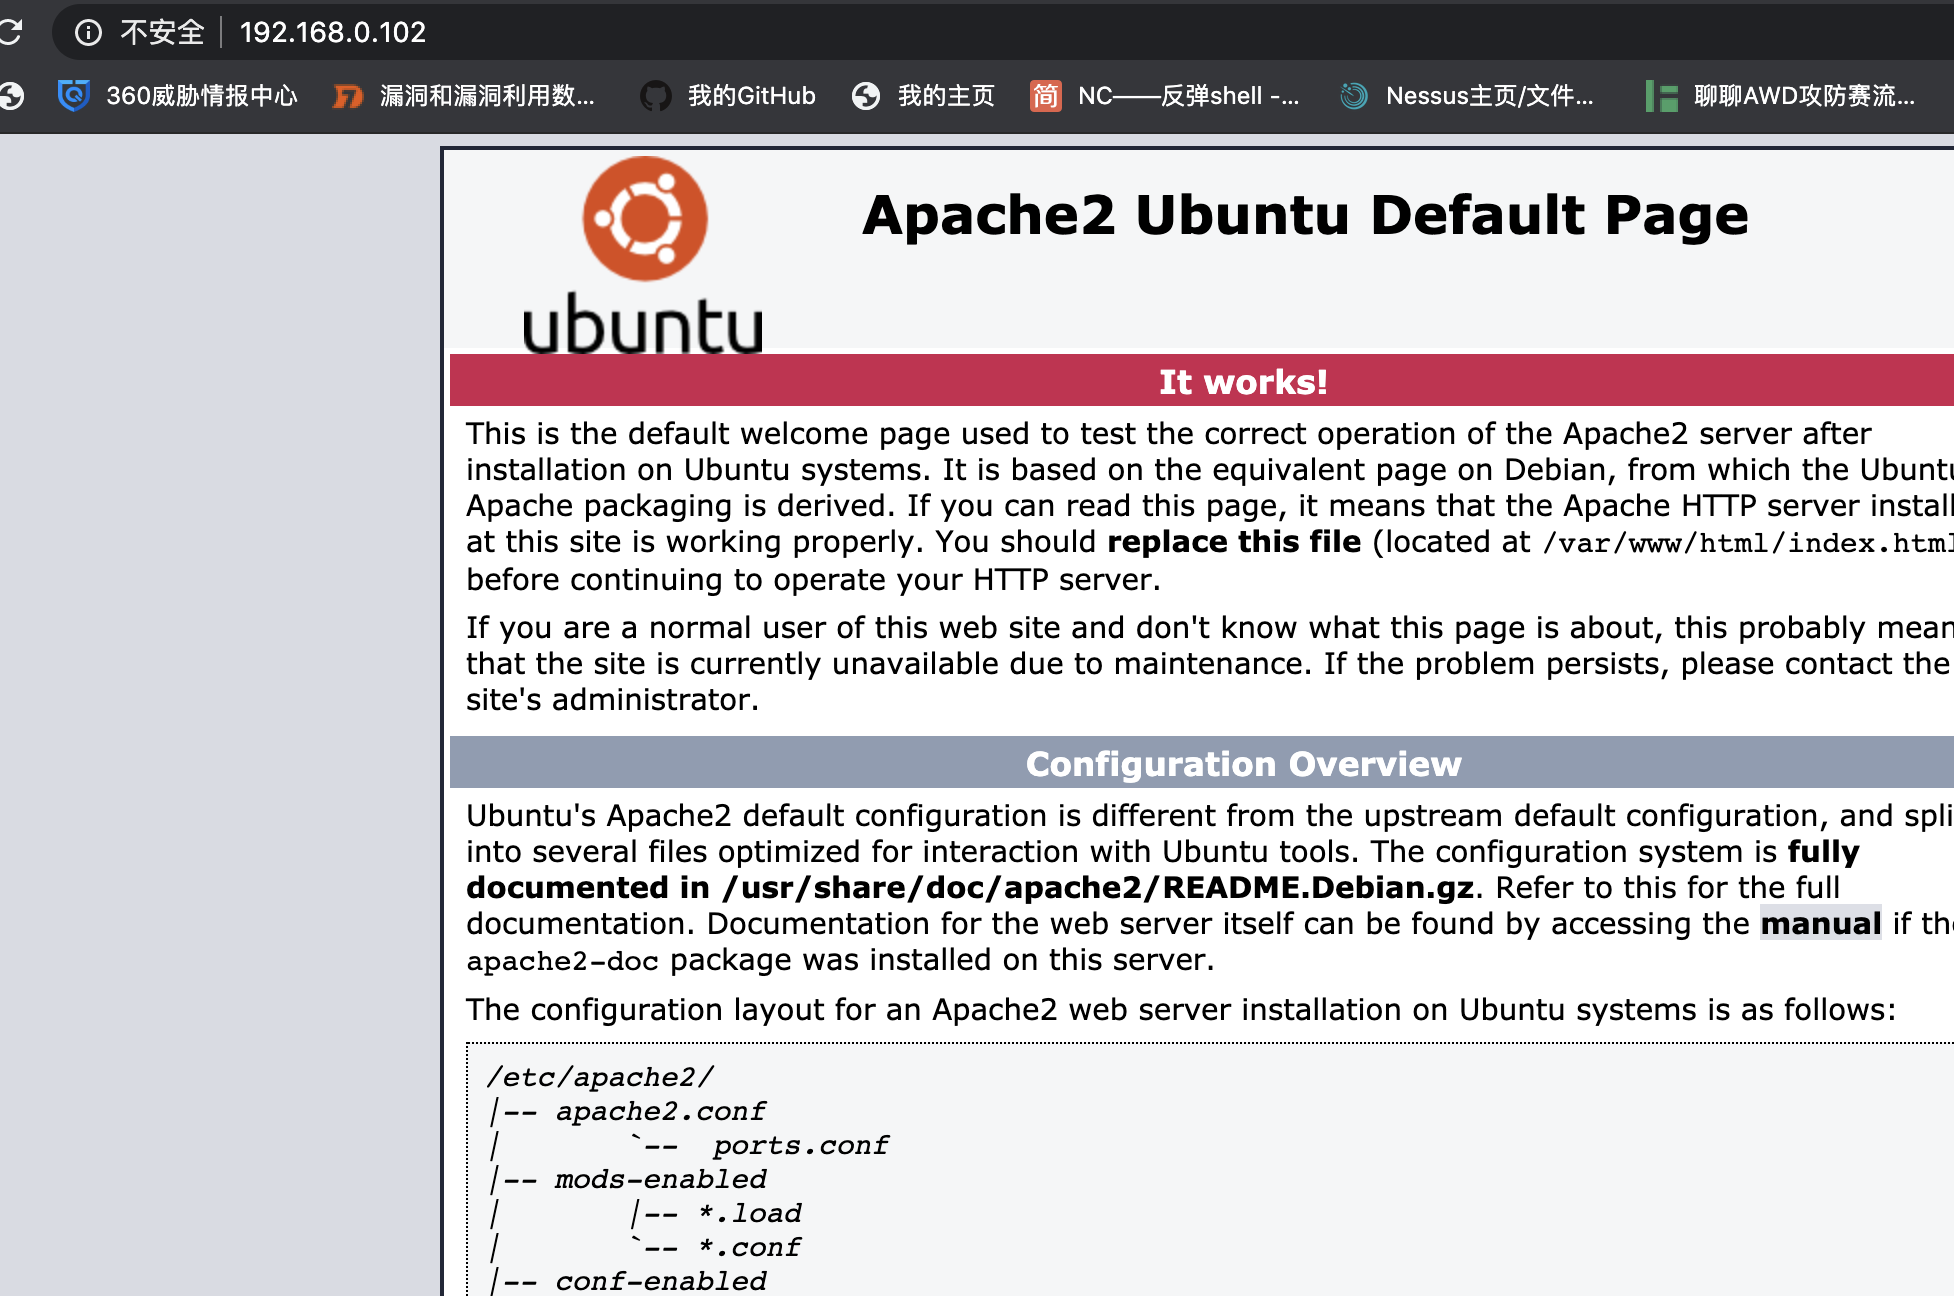 不安全 192.168.0.102
360威胁情报中心 漏洞和漏洞利用数... 我的GitHub 我的主页 简 NC——反弹shell -... Nessus主页/文件... 聊聊AWD攻防赛流...
ubuntu
Apache2 Ubuntu Default Page
It works!
This is the default welcome page used to test the correct operation of the Apache2 server after
installation on Ubuntu systems. It is based on the equivalent page on Debian, from which the Ubuntu
Apache packaging is derived. If you can read this page, it means that the Apache HTTP server install
at this site is working properly. You should replace this file (located at /var/www/html/index.html
before continuing to operate your HTTP server.
If you are a normal user of this web site and don't know what this page is about, this probably mean
that the site is currently unavailable due to maintenance. If the problem persists, please contact the
site's administrator.
Configuration Overview
Ubuntu's Apache2 default configuration is different from the upstream default configuration, and spli
into several files optimized for interaction with Ubuntu tools. The configuration system is fully
documented in /usr/share/doc/apache2/README.Debian.gz. Refer to this for the full
documentation. Documentation for the web server itself can be found by accessing the manual if the
apache2-doc package was installed on this server.
The configuration layout for an Apache2 web server installation on Ubuntu systems is as follows:
/etc/apache2/
|-- apache2.conf
|       `--  ports.conf
|-- mods-enabled
|       |-- *.load
|       `-- *.conf
|-- conf-enabled